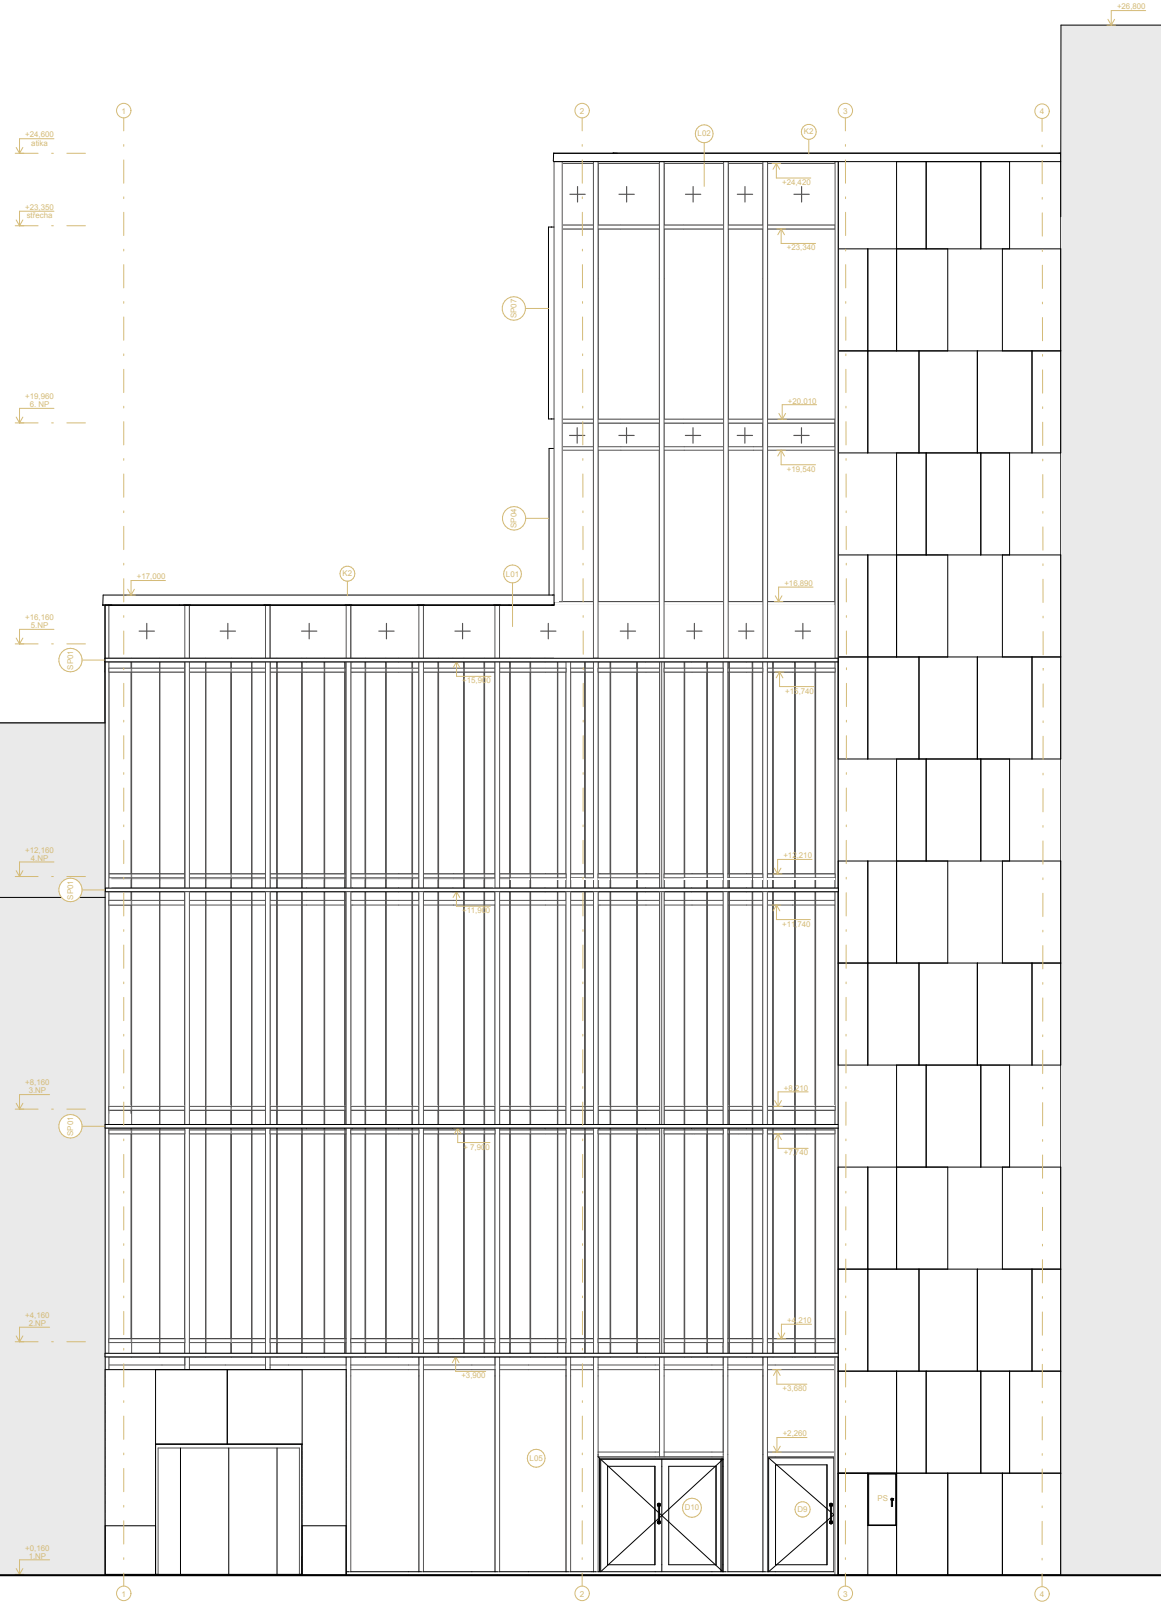 +26,800
1
2
3
4
+24,600
atika
L02
K2
+24,420
+23,350
střecha
+23,340
SP07
+19,960
6. NP
+20,010
+19,540
SP04
+17,000
K2
L01
+16,890
+16,160
5.NP
SP01
+15,900
+15,740
+12,160
4.NP
+12,210
SP01
+11,900
+11,740
+8,160
3.NP
+8,210
SP01
+7,900
+7,740
+4,160
2.NP
+4,210
+3,900
+3,680
+2,260
L05
D10
D9
PS
+0,160
1.NP
1
2
3
4